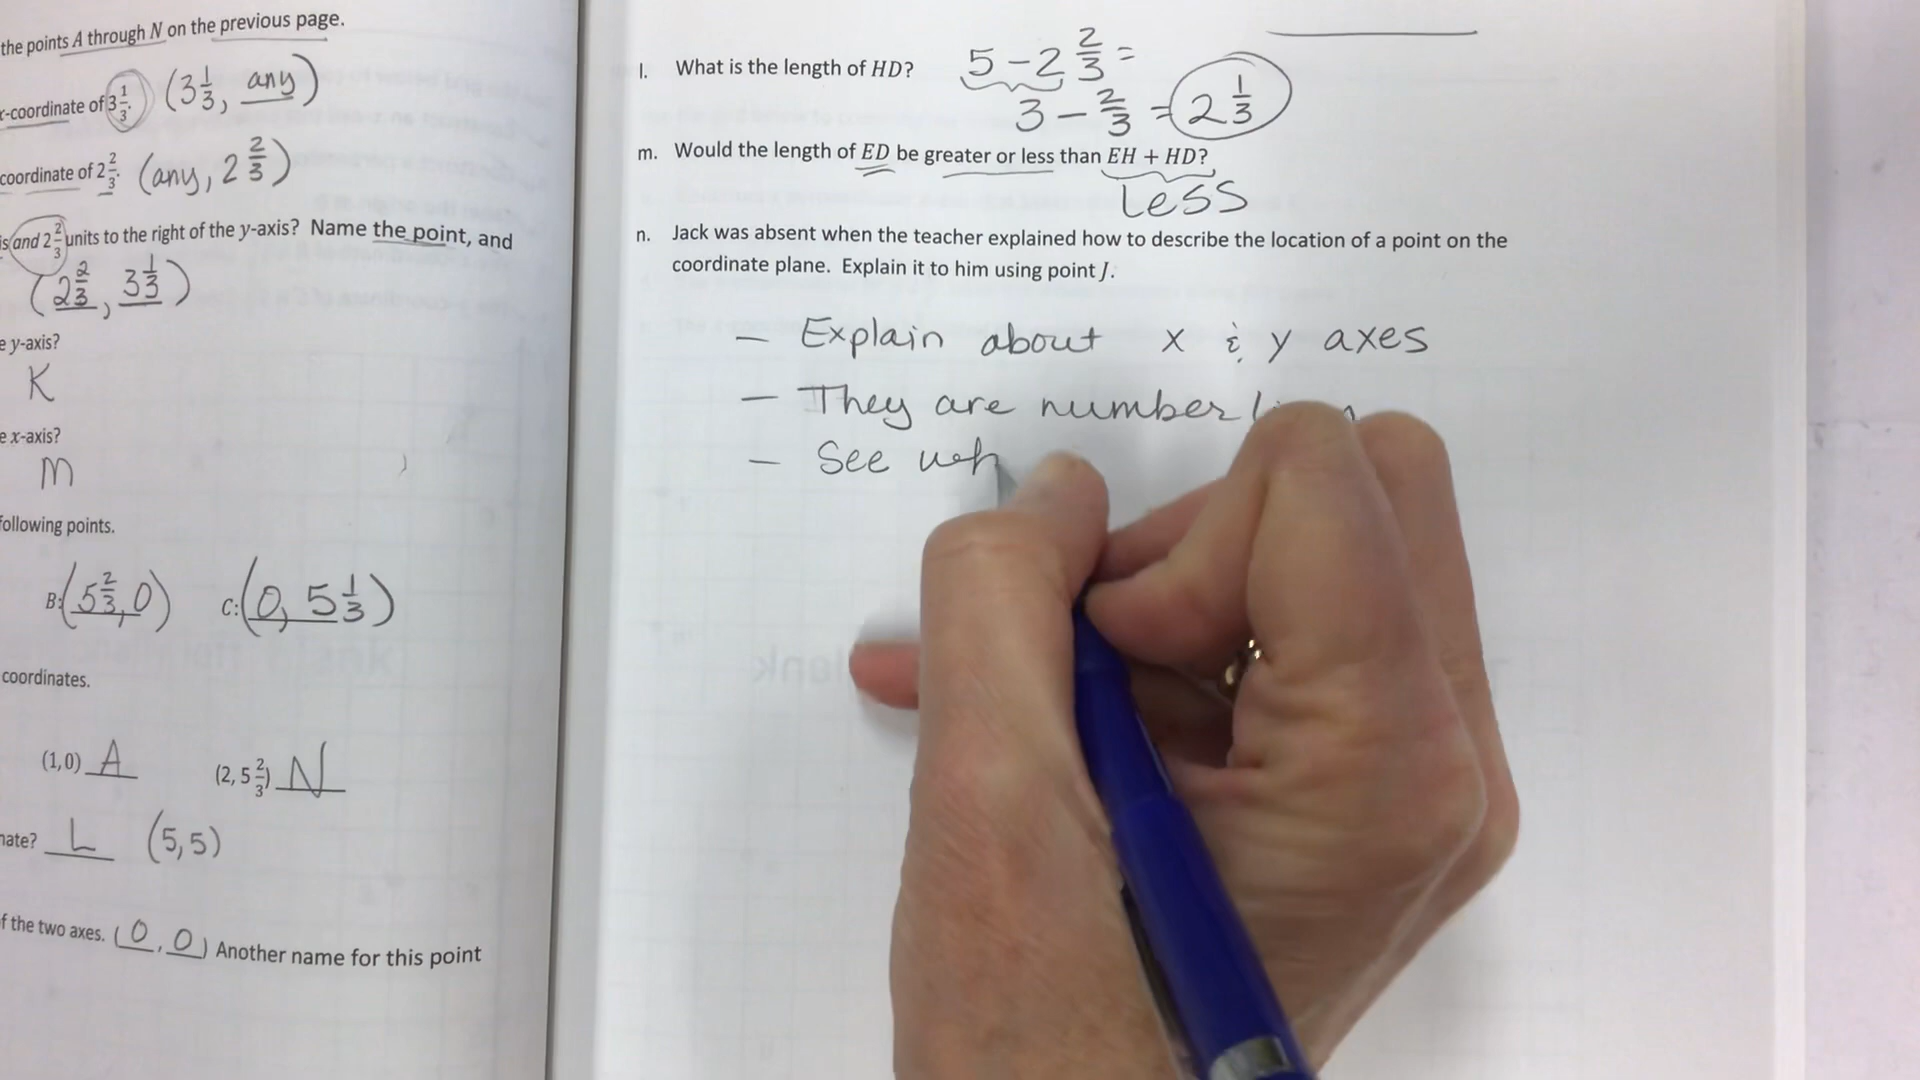 the points A through N on the previous page.
x-coordinate of 3 1/3. (3 1/3, any)
coordinate of 2 2/3. (any, 2 2/3)
and 2 2/3 units to the right of the y-axis? Name the point, and
(2 2/3, 3 1/3)
y-axis?
K
x-axis?
M
following points.
B: (5 2/3, 0) C: (0, 5 1/3)
coordinates.
(1,0) A (2, 5 2/3) N
L (5,5)
the two axes. (0, 0) Another name for this point
l. What is the length of HD? 5 - 2 2/3 =
3 - 2/3 = 2 1/3
m. Would the length of ED be greater or less than EH + HD?
Less
n. Jack was absent when the teacher explained how to describe the location of a point on the
coordinate plane. Explain it to him using point J.
- Explain about x & y axes
- They are number
- See wh